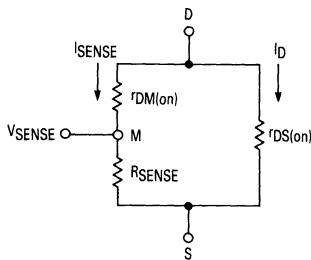 D
ISENSE
ID
rDM(on)
VSENSE
M
rDS(on)
RSENSE
S